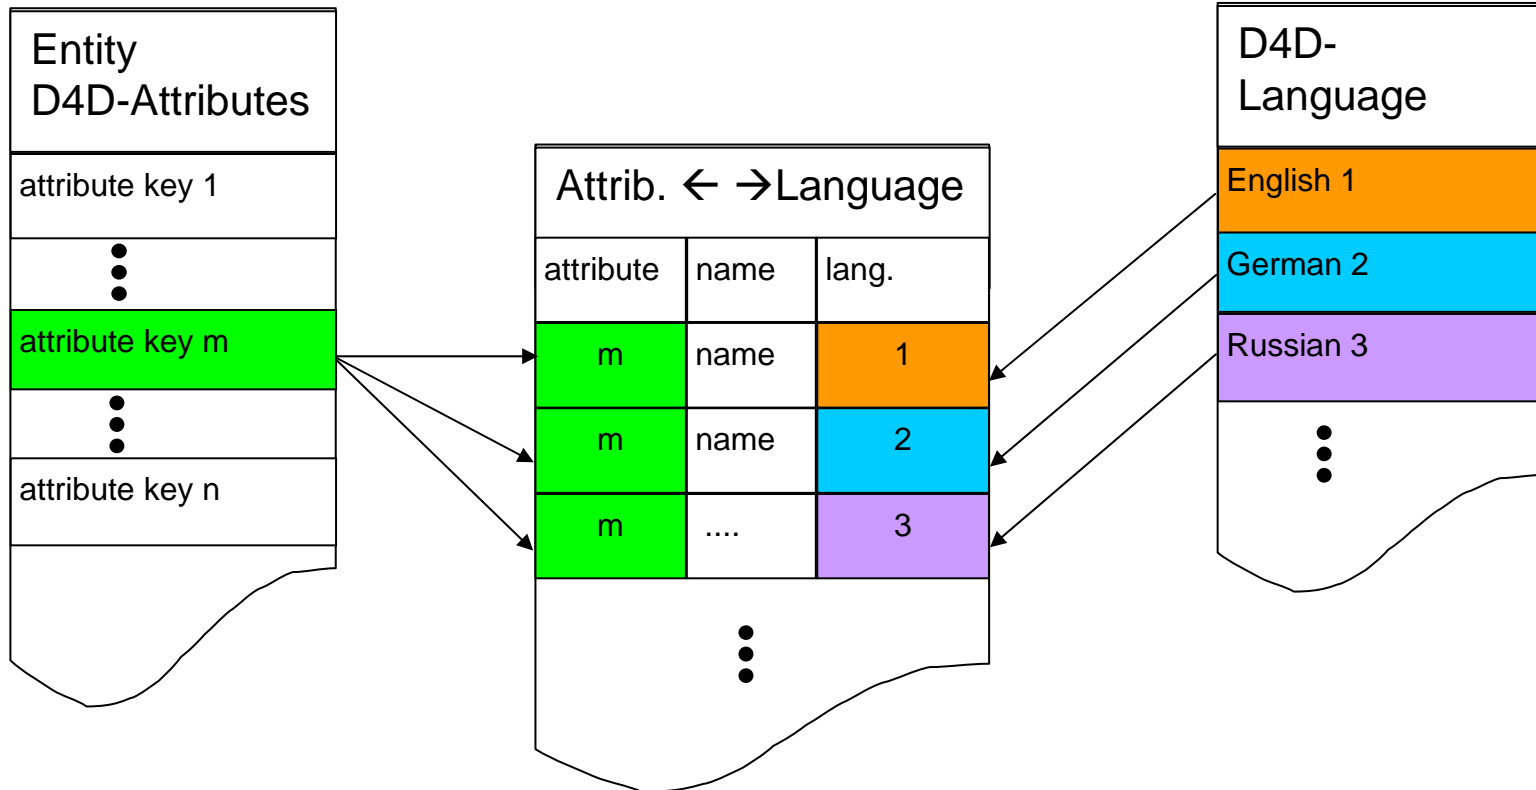 Entity
D4D-Attributes
attribute key 1
attribute key m
attribute key n
Attrib. ← →Language
attribute name lang.
m name 1
m name 2
m .... 3
D4D-
Language
English 1
German 2
Russian 3